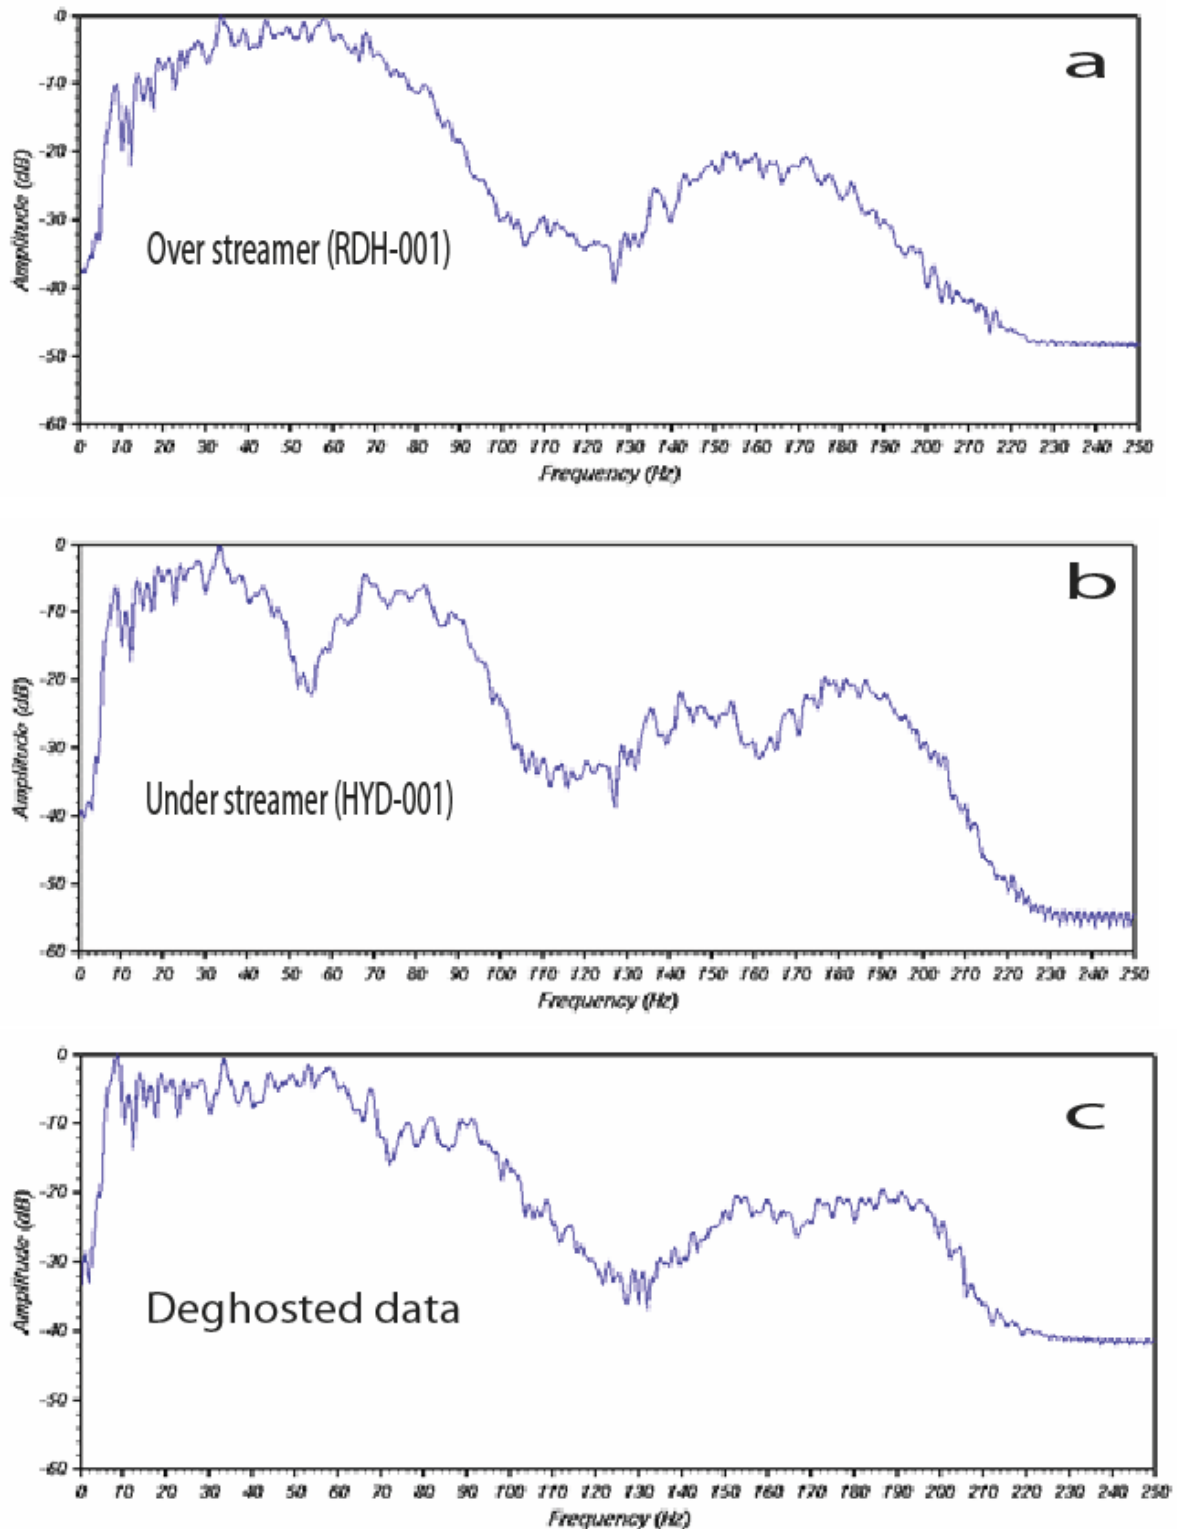 a
Over streamer (RDH-001)
Amplitude (dB)
0
-10
-20
-30
-40
-50
-60
0 10 20 30 40 50 60 70 80 90 100 110 120 130 140 150 160 170 180 190 200 210 220 230 240 250
Frequency (Hz)
b
Under streamer (HYD-001)
Amplitude (dB)
0
-10
-20
-30
-40
-50
-60
0 10 20 30 40 50 60 70 80 90 100 110 120 130 140 150 160 170 180 190 200 210 220 230 240 250
Frequency (Hz)
c
Deghosted data
Amplitude (dB)
0
-10
-20
-30
-40
-50
-60
0 10 20 30 40 50 60 70 80 90 100 110 120 130 140 150 160 170 180 190 200 210 220 230 240 250
Frequency (Hz)